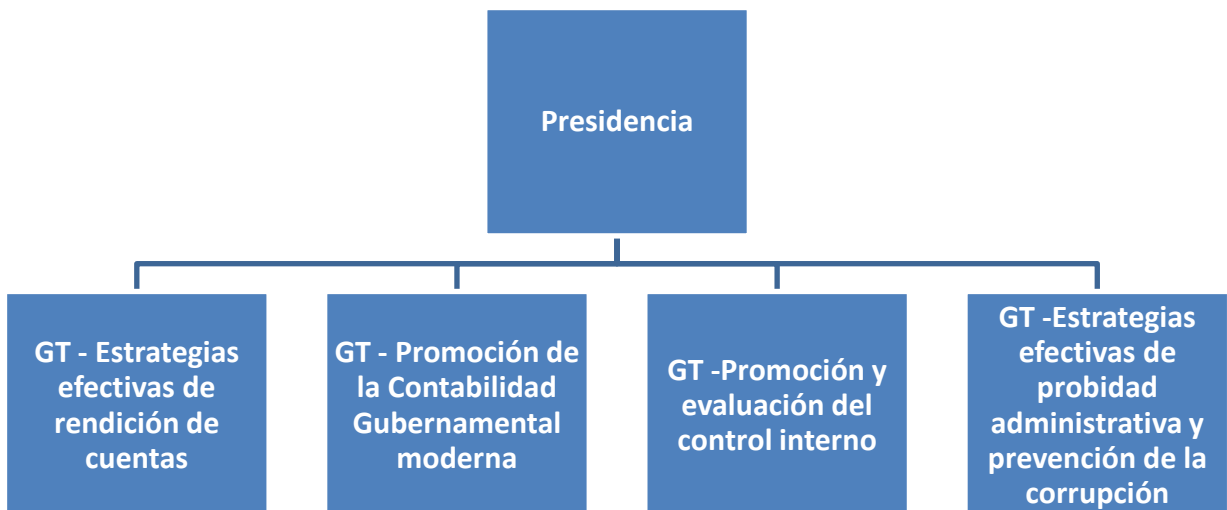 Presidencia
GT - Estrategias
efectivas de
rendición de
cuentas
GT - Promoción de
la Contabilidad
Gubernamental
moderna
GT -Promoción y
evaluación del
control interno
GT -Estrategias
efectivas de
probidad
administrativa y
prevención de la
corrupción